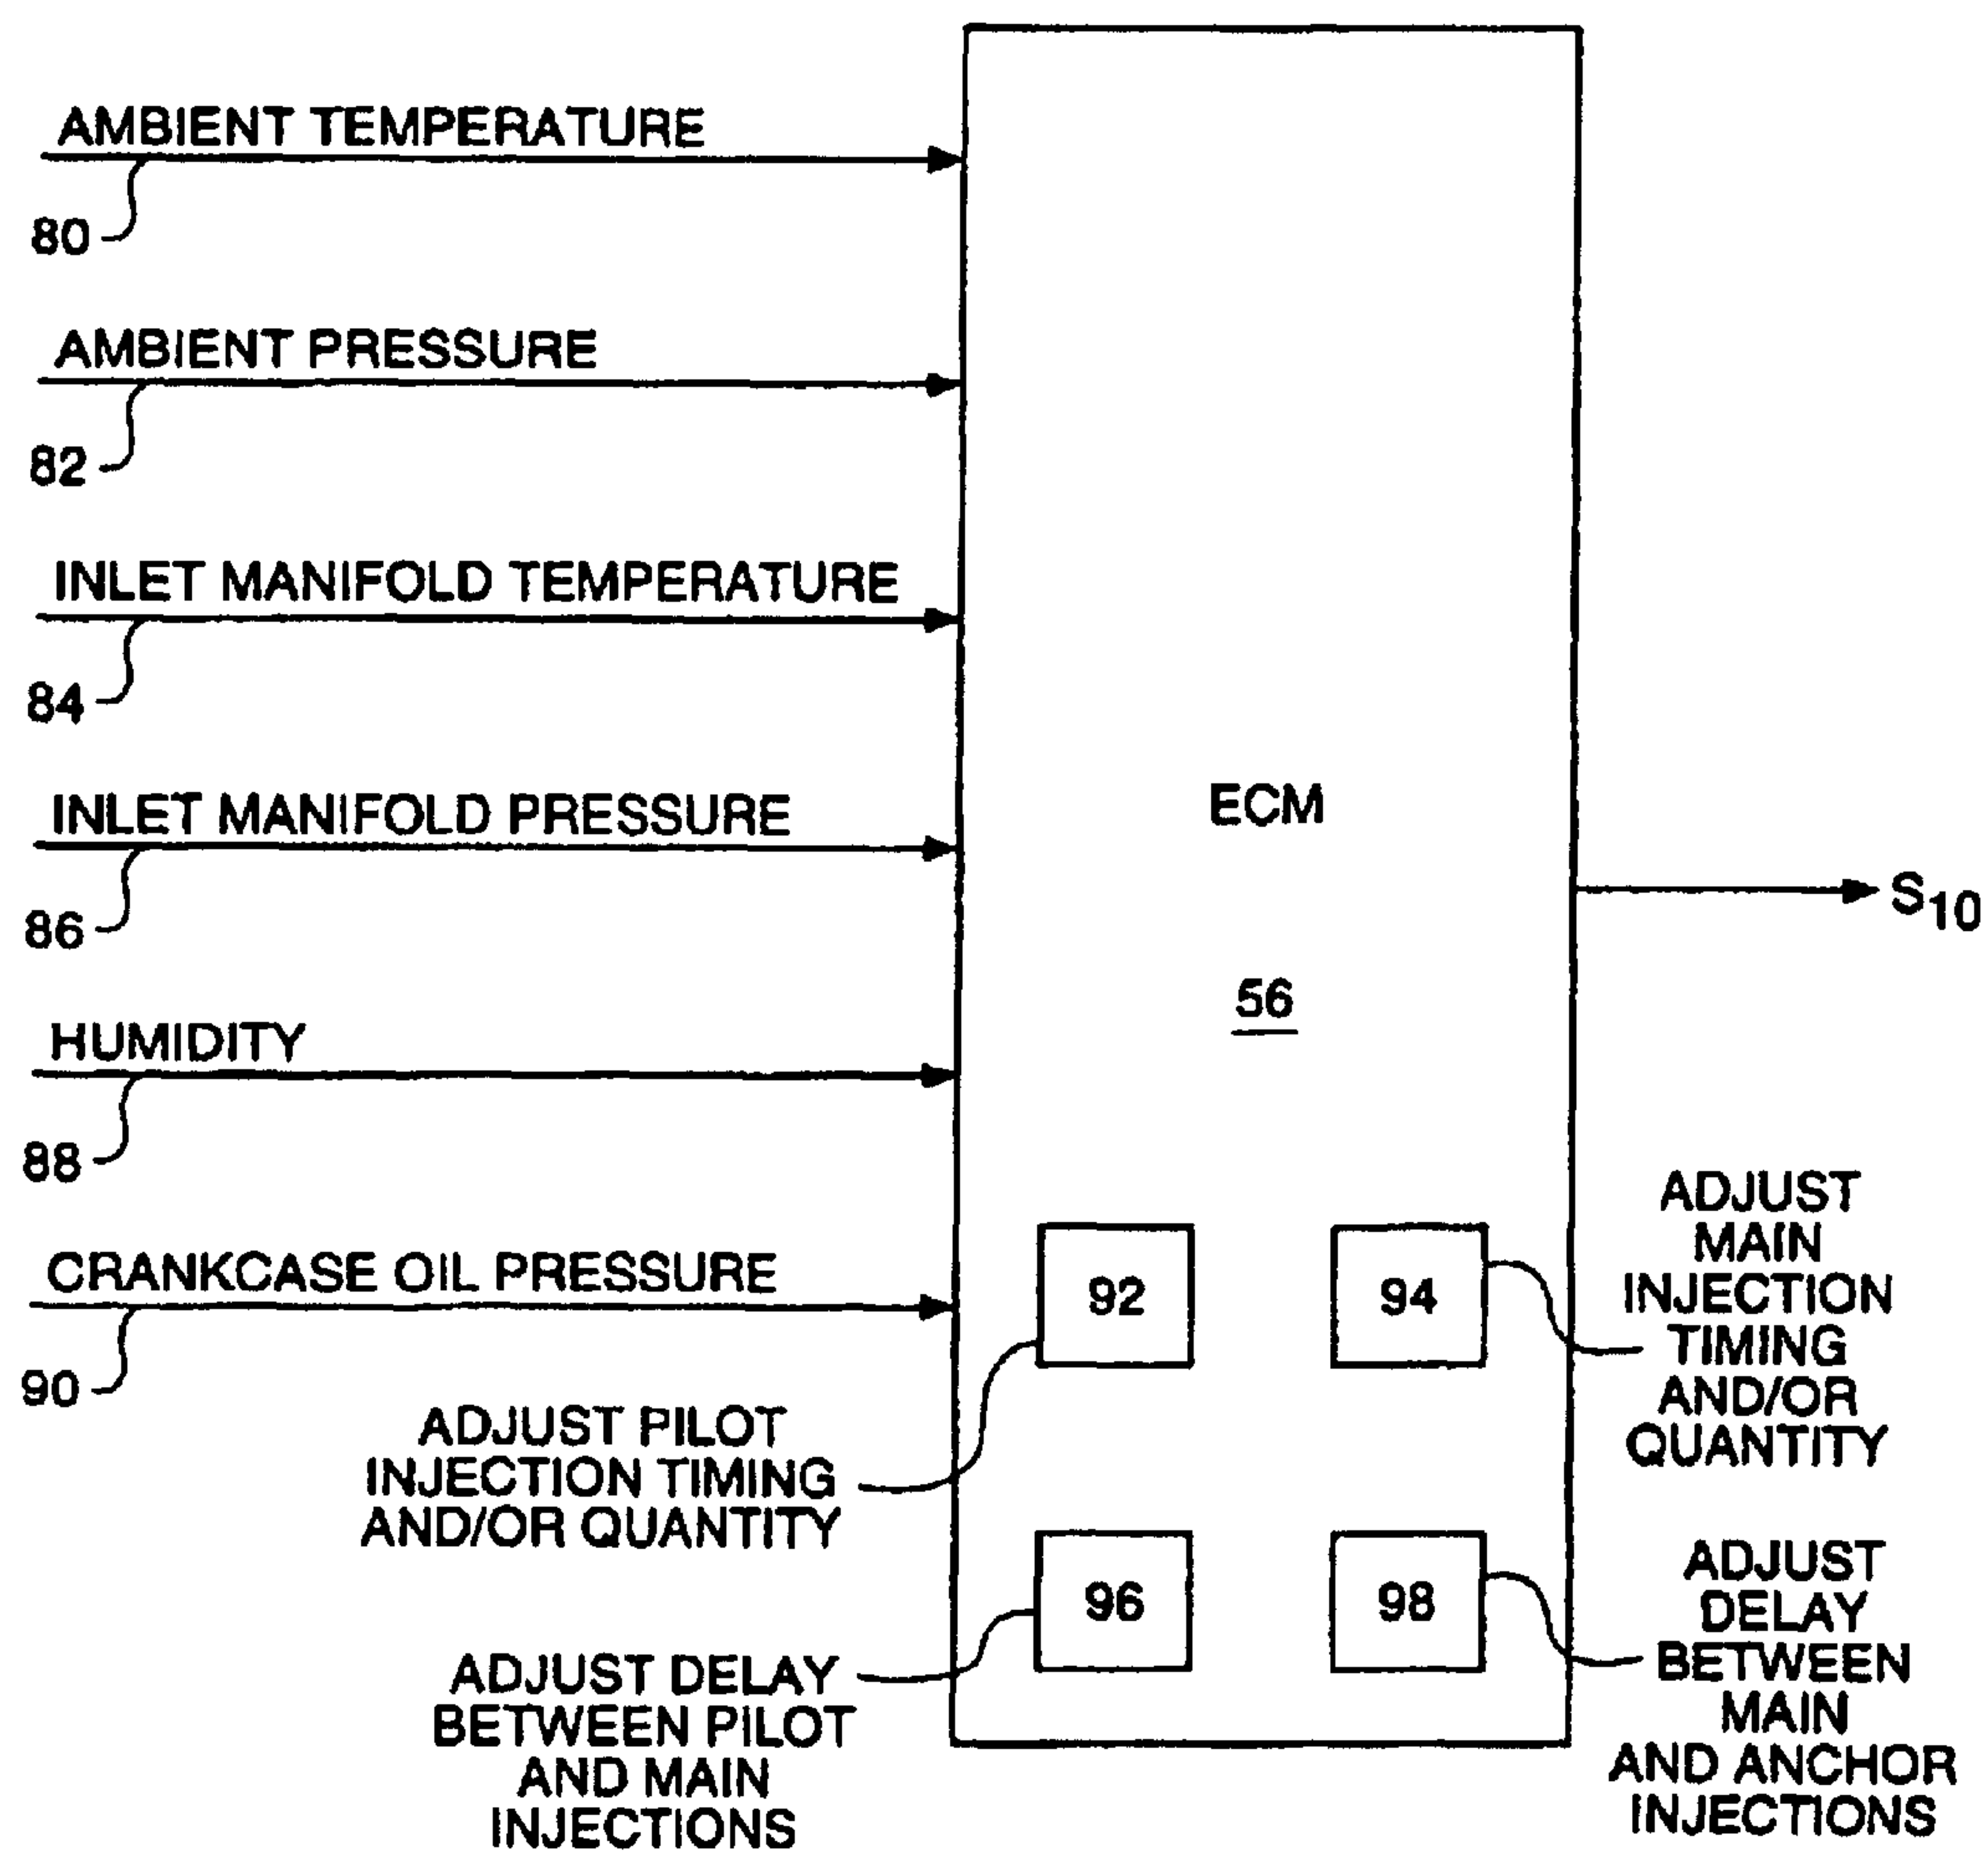 AMBIENT TEMPERATURE
80
AMBIENT PRESSURE
82
INLET MANIFOLD TEMPERATURE
84
INLET MANIFOLD PRESSURE
86
HUMIDITY
88
CRANKCASE OIL PRESSURE
90
ECM
56
S10
92
94
96
98
ADJUST PILOT
INJECTION TIMING
AND/OR QUANTITY
ADJUST DELAY
BETWEEN PILOT
AND MAIN
INJECTIONS
ADJUST
MAIN
INJECTION
TIMING
AND/OR
QUANTITY
ADJUST
DELAY
BETWEEN
MAIN
AND ANCHOR
INJECTIONS